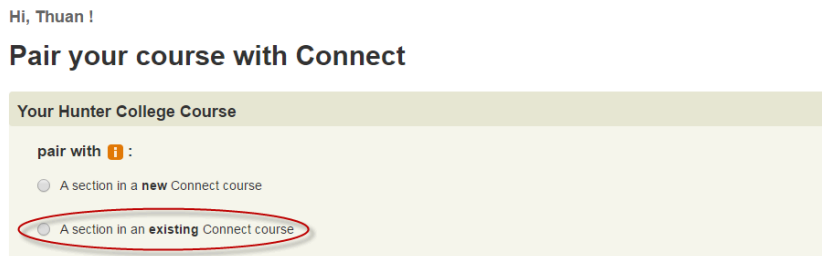 Hi, Thuan !
Pair your course with Connect
Your Hunter College Course
pair with i :
A section in a new Connect course
A section in an existing Connect course